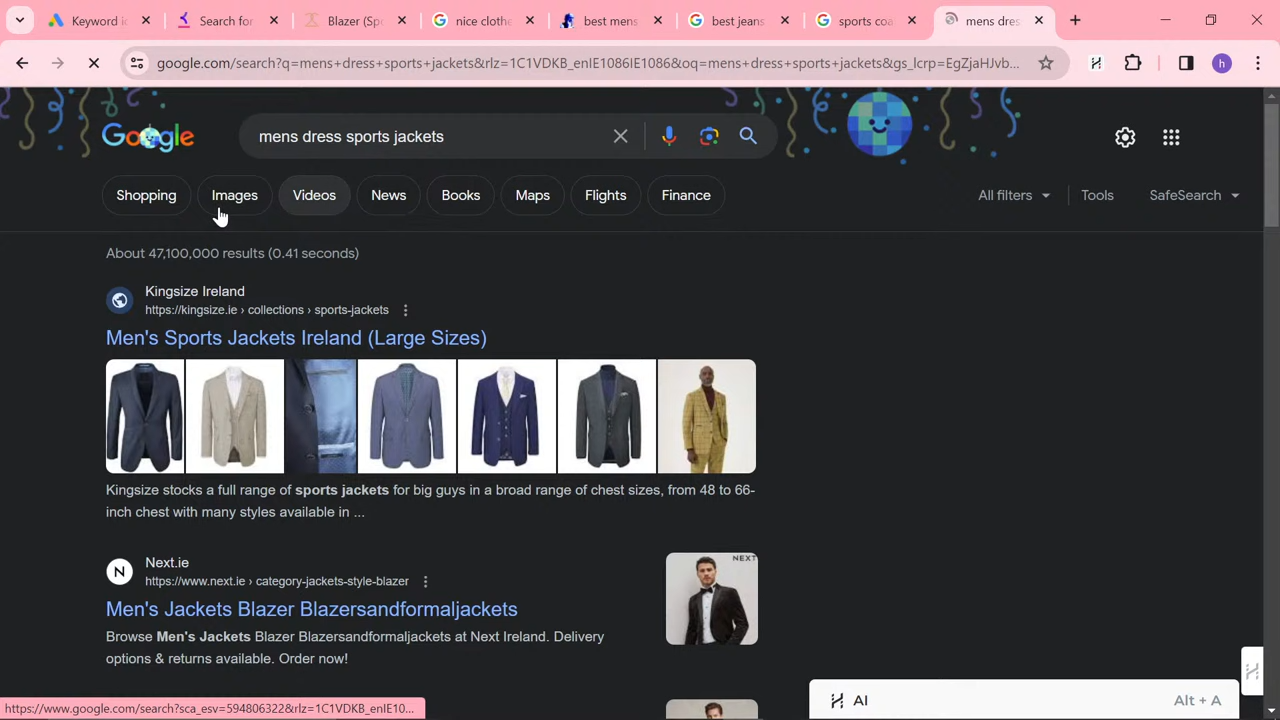 Keyword id
Search for
Blazer (Sp
nice clothe
best mens
best jeans
sports coa
mens dres
google.com/search?q=mens+dress+sports+jackets&rlz=1C1VDKB_enIE1086IE1086&oq=mens+dress+sports+jackets&gs_lcrp=EgZjaHJvb...
h
Google
mens dress sports jackets
Shopping
Images
Videos
News
Books
Maps
Flights
Finance
All filters
Tools
SafeSearch
About 47,100,000 results (0.41 seconds)
Kingsize Ireland
https://kingsize.ie › collections › sports-jackets
Men's Sports Jackets Ireland (Large Sizes)
Kingsize stocks a full range of sports jackets for big guys in a broad range of chest sizes, from 48 to 66-
inch chest with many styles available in ...
N
Next.ie
https://www.next.ie › category-jackets-style-blazer
Men's Jackets Blazer Blazersandformaljackets
Browse Men's Jackets Blazer Blazersandformaljackets at Next Ireland. Delivery
options & returns available. Order now!
NEXT
AI
Alt + A
https://www.google.com/search?sca_esv=594806322&rlz=1C1VDKB_enIE10...